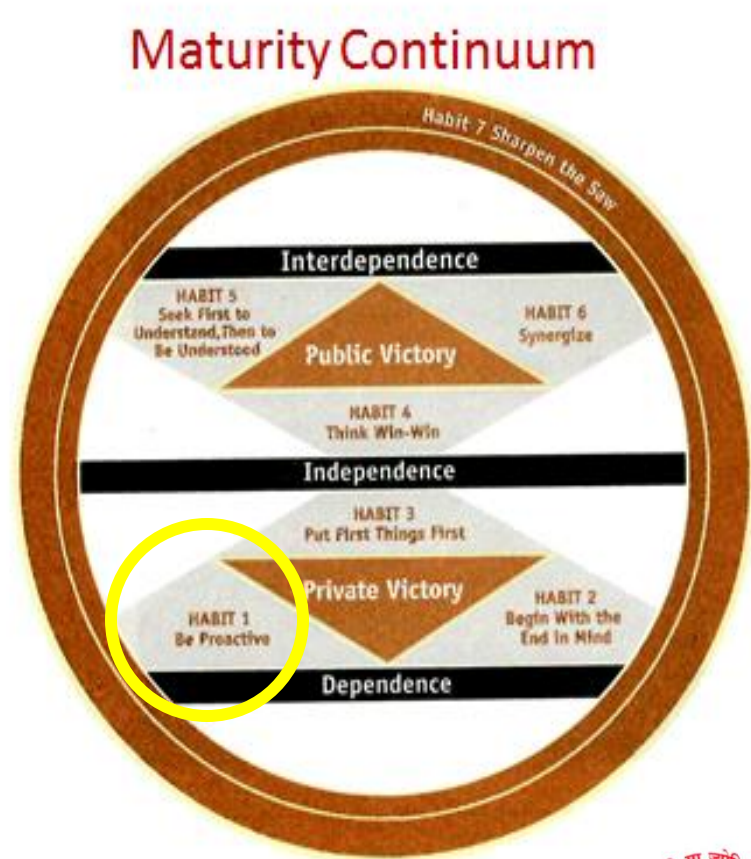 Maturity Continuum
Habit 7 Sharpen the Saw
Interdependence
HABIT 5
Seek First to
Understand,Then to
Be Understood
HABIT 6
Synergize
Public Victory
HABIT 4
Think Win-Win
Independence
HABIT 3
Put First Things First
Private Victory
HABIT 1
Be Proactive
HABIT 2
Begin With the
End in Mind
Dependence